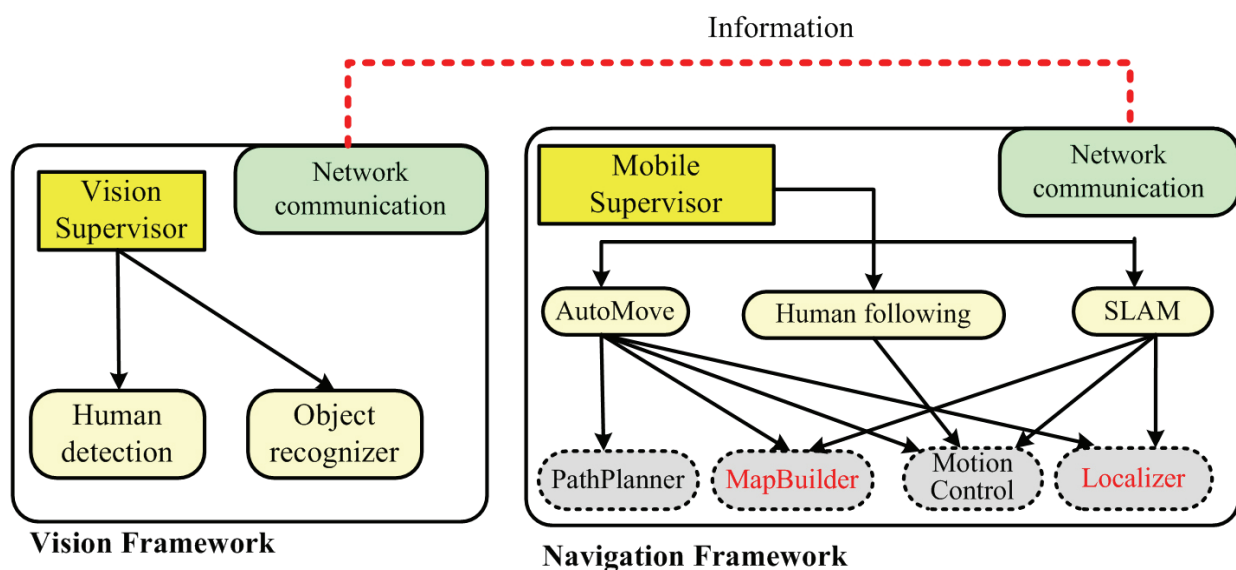 Information
Vision
Supervisor
Network
communication
Human
detection
Object
recognizer
Vision Framework
Mobile
Supervisor
Network
communication
AutoMove
Human following
SLAM
PathPlanner
MapBuilder
Motion
Control
Localizer
Navigation Framework